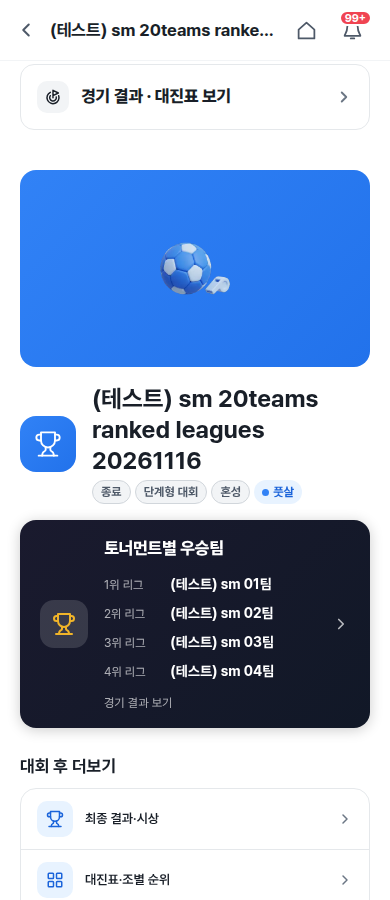 (테스트) sm 20teams ranke...
99+
경기 결과 · 대진표 보기
(테스트) sm 20teams
ranked leagues
20261116
종료 단계형 대회 혼성 풋살
토너먼트별 우승팀
1위 리그 (테스트) sm 01팀
2위 리그 (테스트) sm 02팀
3위 리그 (테스트) sm 03팀
4위 리그 (테스트) sm 04팀
경기 결과 보기
대회 후 더보기
최종 결과·시상
대진표·조별 순위